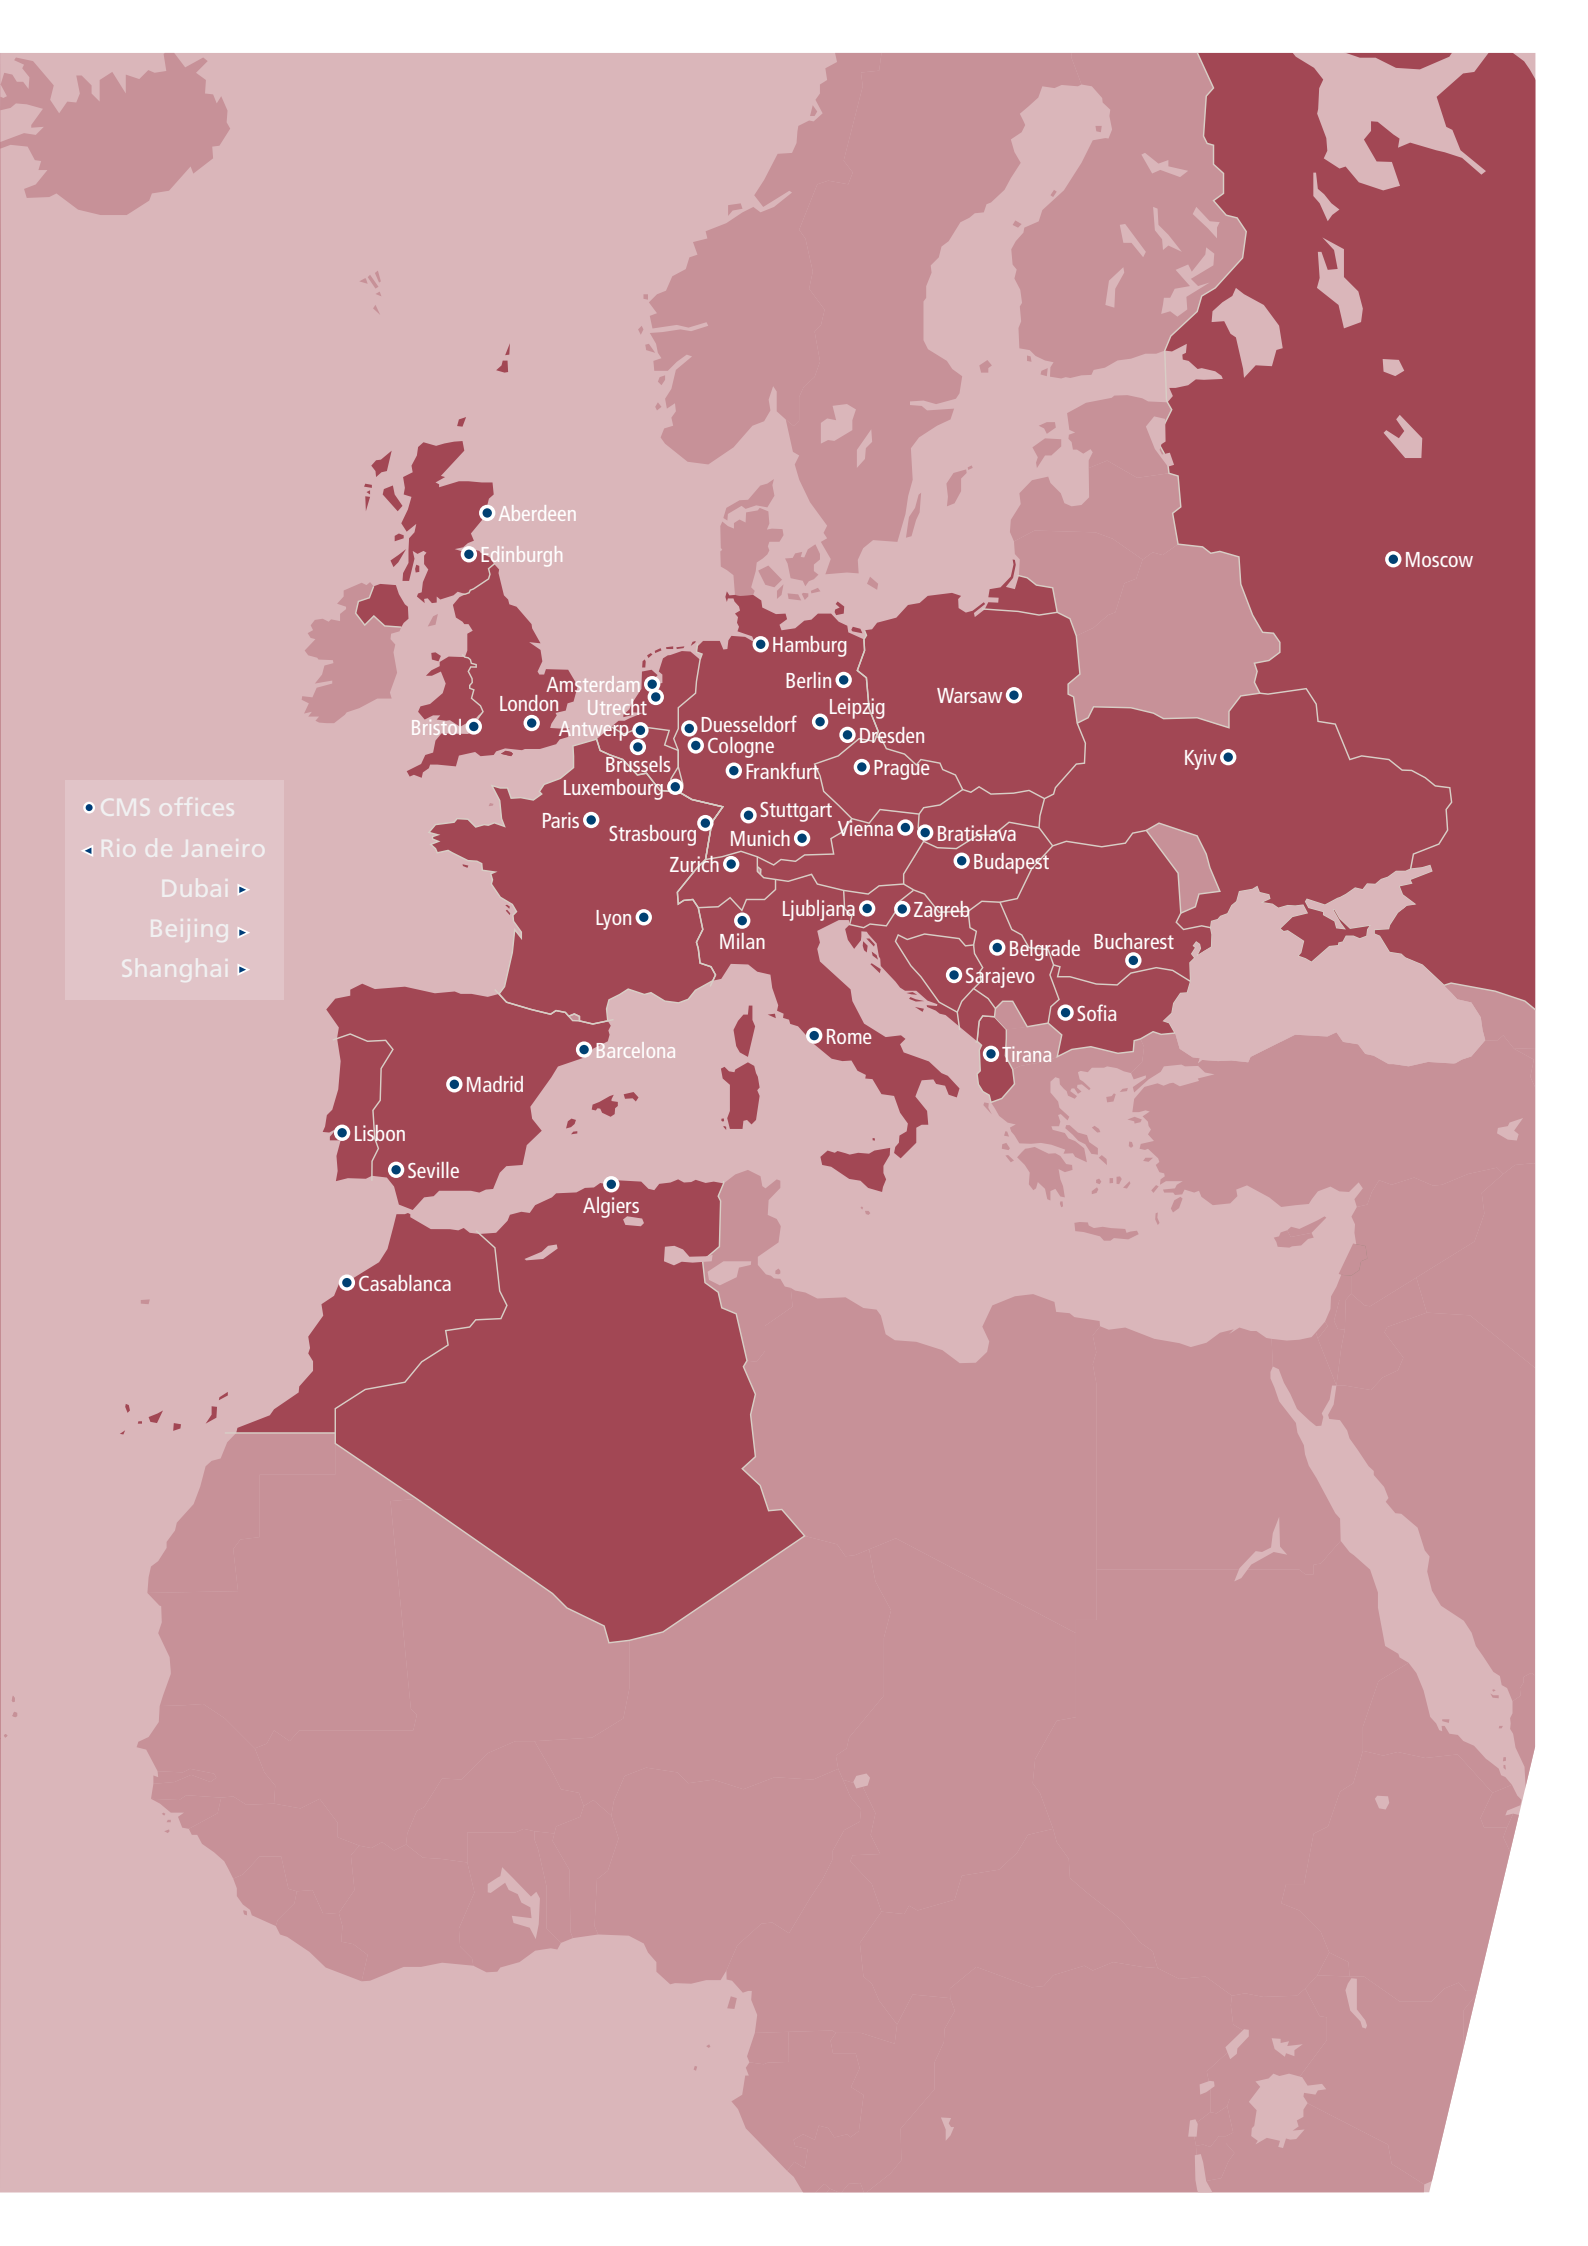 Aberdeen
Edinburgh
Moscow
Hamburg
Berlin
Amsterdam
Utrecht
Warsaw
London
Leipzig
Bristol
Antwerp
Duesseldorf
Dresden
Cologne
Brussels
Frankfurt
Prague
Kyiv
Luxembourg
CMS offices
Rio de Janeiro
Dubai
Beijing
Shanghai
Paris
Strasbourg
Stuttgart
Munich
Vienna
Bratislava
Zurich
Budapest
Lyon
Milan
Ljubljana
Zagreb
Belgrade
Bucharest
Sarajevo
Sofia
Rome
Tirana
Barcelona
Madrid
Lisbon
Seville
Algiers
Casablanca